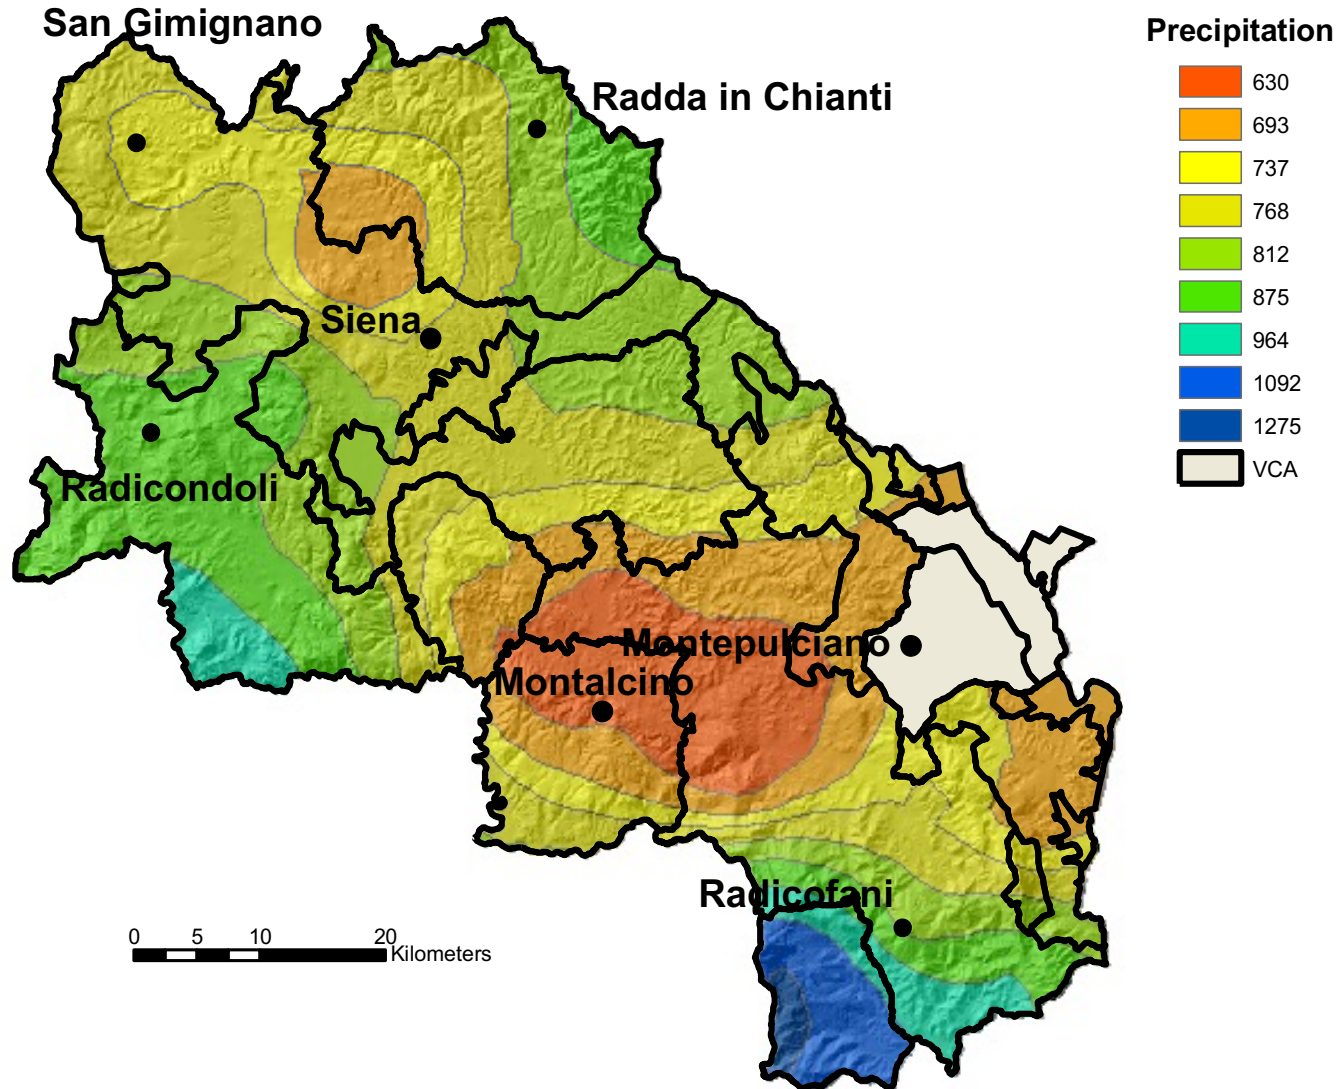 San Gimignano
Radda in Chianti
Siena
Radicondoli
Montepulciano
Montalcino
Radicofani
0 5 10 20
Kilometers
Precipitation
630
693
737
768
812
875
964
1092
1275
VCA